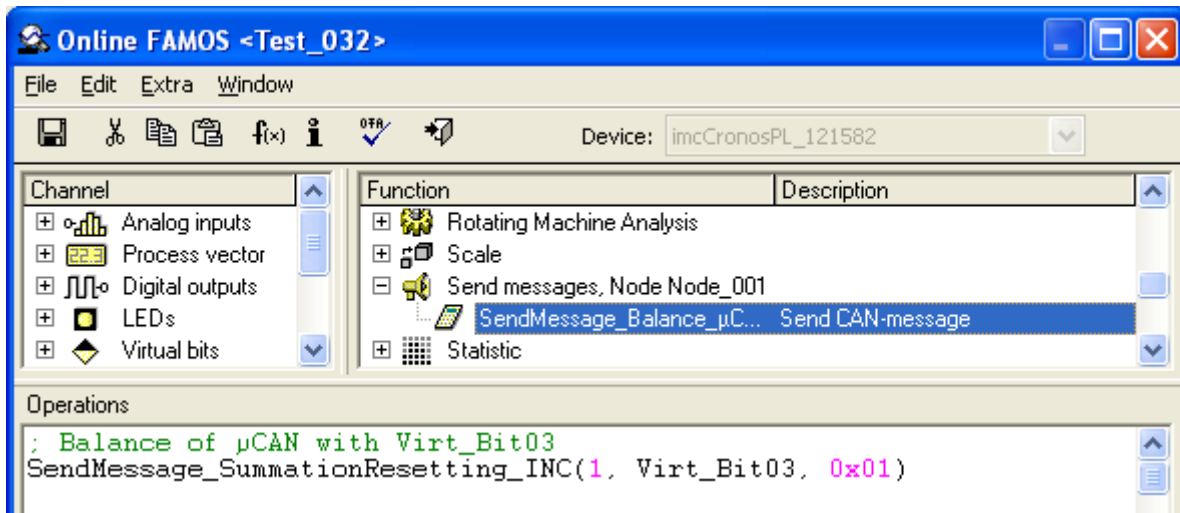 Online FAMOS <Test_032>
File Edit Extra Window
f(x) i OFA Device: imcCronosPL_121582
Channel
Analog inputs
22.3 Process vector
Digital outputs
LEDs
Virtual bits
Function Description
Rotating Machine Analysis
Scale
Send messages, Node Node_001
SendMessage_Balance_µC... Send CAN-message
Statistic
Operations
; Balance of µCAN with Virt_Bit03
SendMessage_SummationResetting_INC(1, Virt_Bit03, 0x01)